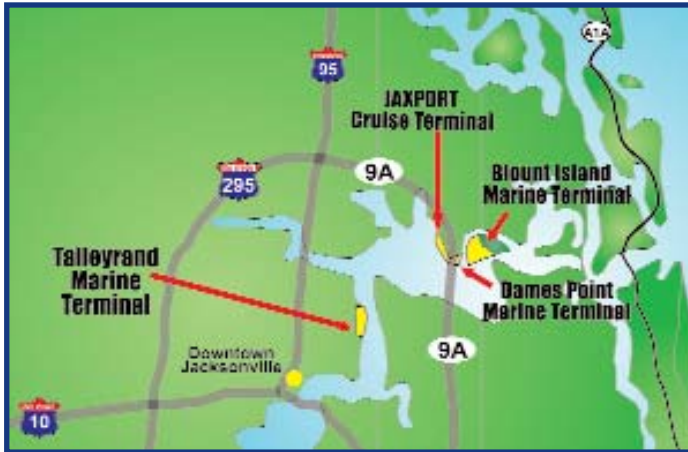 A1A
95
JAXPORT
Cruise Terminal
9A
295
Blount Island
Marine Terminal
Talleyrand
Marine
Terminal
Dames Point
Marine Terminal
9A
Downtown
Jacksonville
10